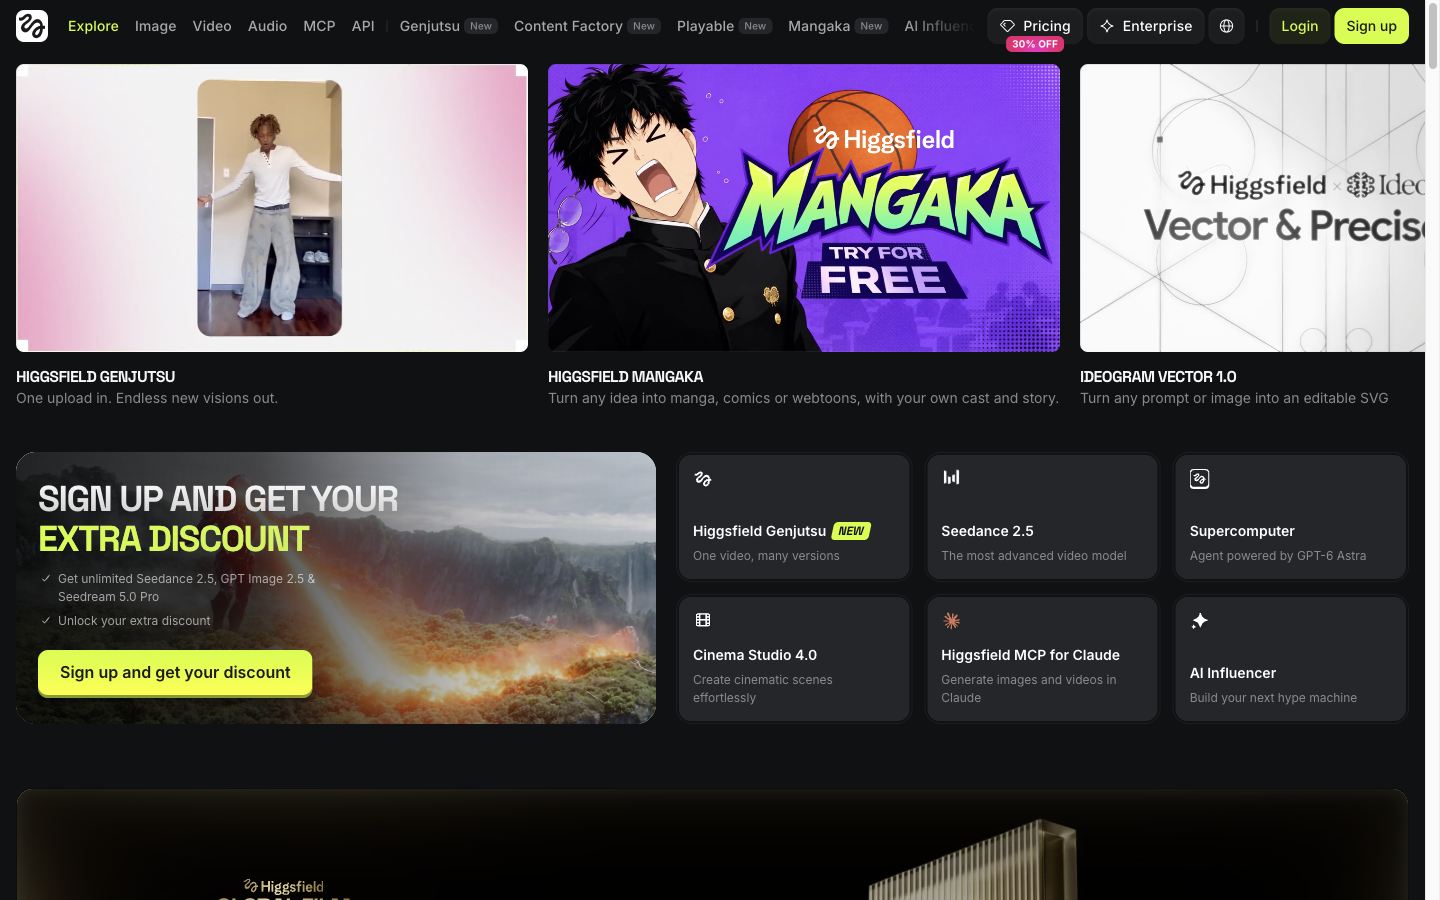 Explore Image Video Audio MCP API Genjutsu New Content Factory New Playable New Mangaka New AI Influen Pricing Enterprise Login Sign up
30% OFF
Higgsfield
MANGAKA
TRY FOR
FREE
Higgsfield ×
Vector & Precise
HIGGSFIELD GENJUTSU
One upload in. Endless new visions out.
HIGGSFIELD MANGAKA
Turn any idea into manga, comics or webtoons, with your own cast and story.
IDEOGRAM VECTOR 1.0
Turn any prompt or image into an editable SVG
SIGN UP AND GET YOUR
EXTRA DISCOUNT
Get unlimited Seedance 2.5, GPT Image 2.5 &
Seedream 5.0 Pro
Unlock your extra discount
Sign up and get your discount
Higgsfield Genjutsu NEW
One video, many versions
Seedance 2.5
The most advanced video model
Supercomputer
Agent powered by GPT-6 Astra
Cinema Studio 4.0
Create cinematic scenes
effortlessly
Higgsfield MCP for Claude
Generate images and videos in
Claude
AI Influencer
Build your next hype machine
Higgsfield